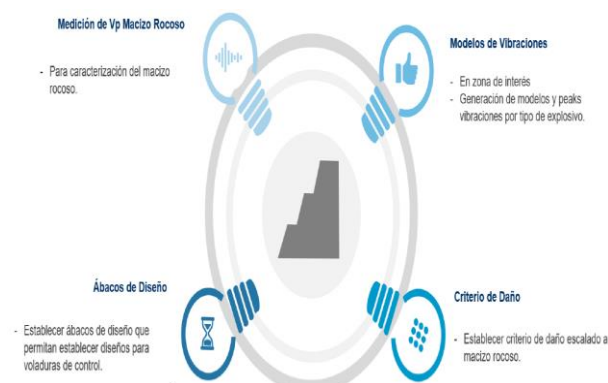 Medición de Vp Macizo Rocoso
- Para caracterización del macizo
rocoso.
Modelos de Vibraciones
- En zona de interés
- Generación de modelos y peaks
vibraciones por tipo de explosivo.
Ábacos de Diseño
- Establecer ábacos de diseño que
permitan establecer diseños para
voladuras de control.
Criterio de Daño
- Establecer criterio de daño escalado a
macizo rocoso.